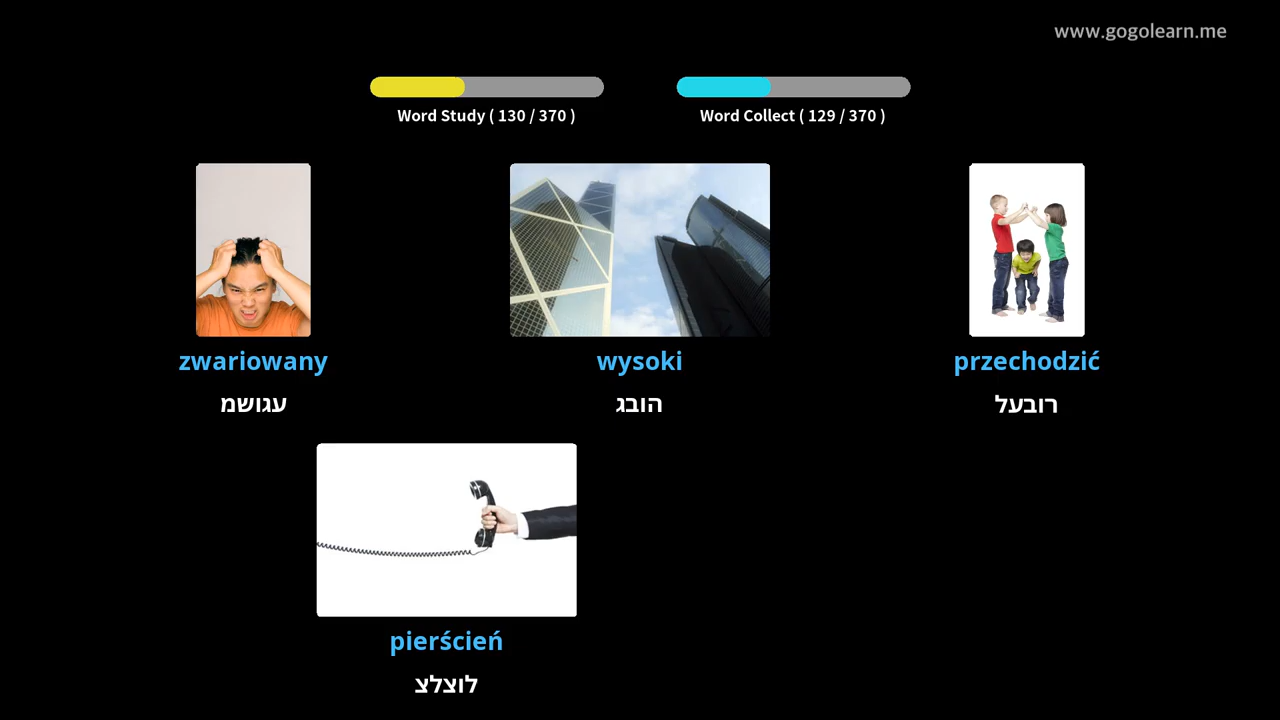 www.gogolearn.me
Word Study ( 130 / 370 )
Word Collect ( 129 / 370 )
zwariowany
עגושמ
wysoki
הובג
przechodzić
רובעל
pierścień
לוצלצ